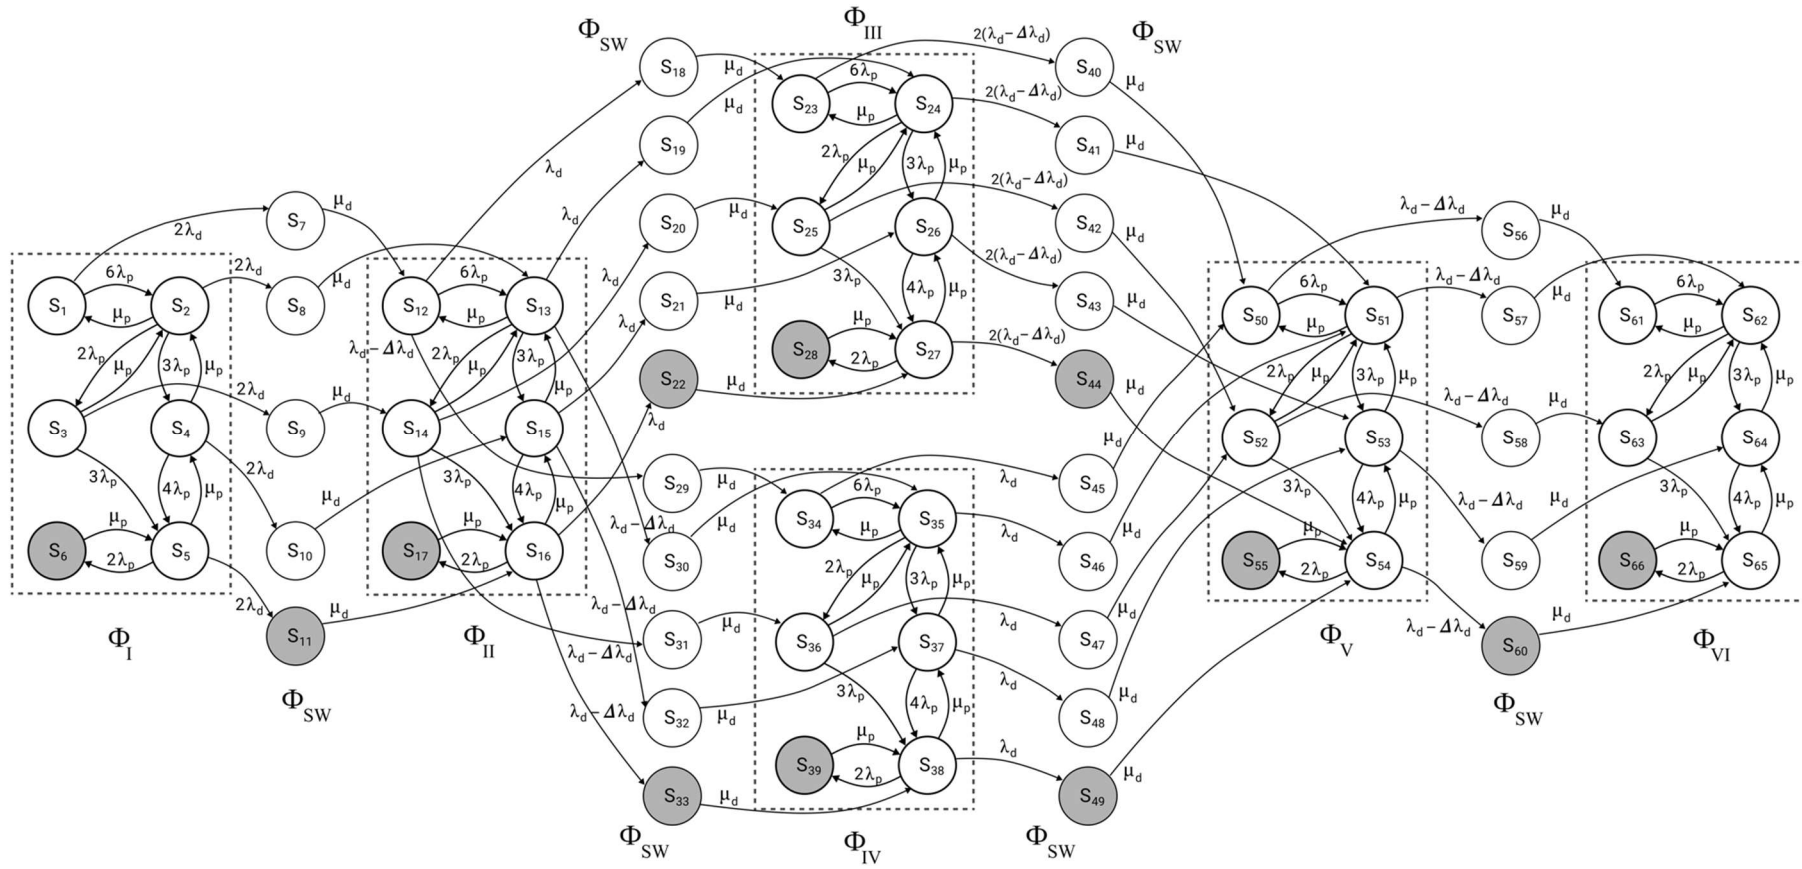 Φ_SW
S_18
μ_d
Φ_III
6λ_p
S_23
S_24
μ_p
2(λ_d−Δλ_d)
S_40
Φ_SW
μ_d
μ_d
S_19
λ_d
2(λ_d−Δλ_d)
S_41
μ_d
2λ_p
μ_p
3λ_p
μ_p
λ_d
S_20
μ_d
S_25
S_26
2(λ_d−Δλ_d)
S_42
μ_d
2λ_d
S_7
μ_d
λ_d
S_21
μ_d
3λ_p
4λ_p
μ_p
2(λ_d−Δλ_d)
S_43
μ_d
λ_d−Δλ_d
S_56
μ_d
S_1
6λ_p
μ_p
S_2
2λ_d
S_8
μ_d
S_12
6λ_p
μ_p
S_13
λ_d
S_28
μ_p
2λ_p
S_27
2(λ_d−Δλ_d)
S_44
μ_d
S_50
6λ_p
μ_p
S_51
λ_d−Δλ_d
S_57
μ_d
S_61
6λ_p
μ_p
S_62
2λ_p
μ_p
3λ_p
μ_p
λ_d−Δλ_d
2λ_p
μ_p
3λ_p
μ_p
S_22
μ_d
λ_d
2λ_p
μ_p
3λ_p
μ_p
2λ_p
μ_p
3λ_p
μ_p
S_3
S_4
2λ_d
S_9
μ_d
S_14
S_15
μ_d
S_52
S_53
λ_d−Δλ_d
S_58
μ_d
S_63
S_64
3λ_p
4λ_p
μ_p
2λ_d
μ_d
3λ_p
4λ_p
μ_p
S_29
μ_d
S_34
6λ_p
μ_p
S_35
λ_d
S_45
3λ_p
4λ_p
μ_p
λ_d−Δλ_d
μ_d
3λ_p
4λ_p
μ_p
S_6
μ_p
2λ_p
S_5
S_10
S_17
μ_p
2λ_p
S_16
λ_d−Δλ_d
S_30
μ_d
λ_d
S_46
μ_d
S_55
μ_p
2λ_p
S_54
S_59
S_66
μ_p
2λ_p
S_65
2λ_p
μ_p
3λ_p
μ_p
2λ_d
S_11
μ_d
λ_d−Δλ_d
S_31
μ_d
S_36
S_37
λ_d
S_47
μ_d
λ_d−Δλ_d
S_60
μ_d
Φ_I
Φ_II
λ_d−Δλ_d
Φ_V
Φ_VI
Φ_SW
λ_d−Δλ_d
S_32
μ_d
3λ_p
4λ_p
μ_p
λ_d
S_48
μ_d
Φ_SW
S_33
μ_d
S_39
μ_p
2λ_p
S_38
λ_d
S_49
μ_d
Φ_SW
Φ_IV
Φ_SW